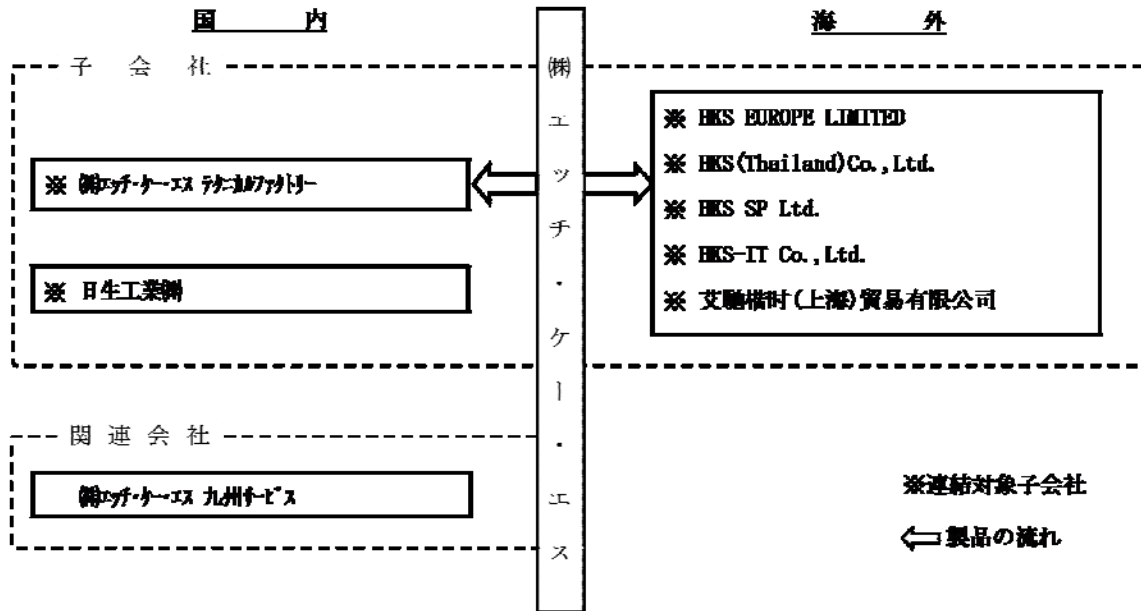 国 内
海 外
子 会 社
㈱エッチ・ケー・エス
※ ㈱エッチ・ケー・エス テクニカルファクトリー
※ 日生工業㈱
※ HKS EUROPE LIMITED
※ HKS(Thailand)Co.,Ltd.
※ HKS SP Ltd.
※ HKS-IT Co.,Ltd.
(上海)貿易有限公司
関 連 会 社
㈱エッチ・ケー・エス 九州サービス
※連結対象子会社
製品の流れ